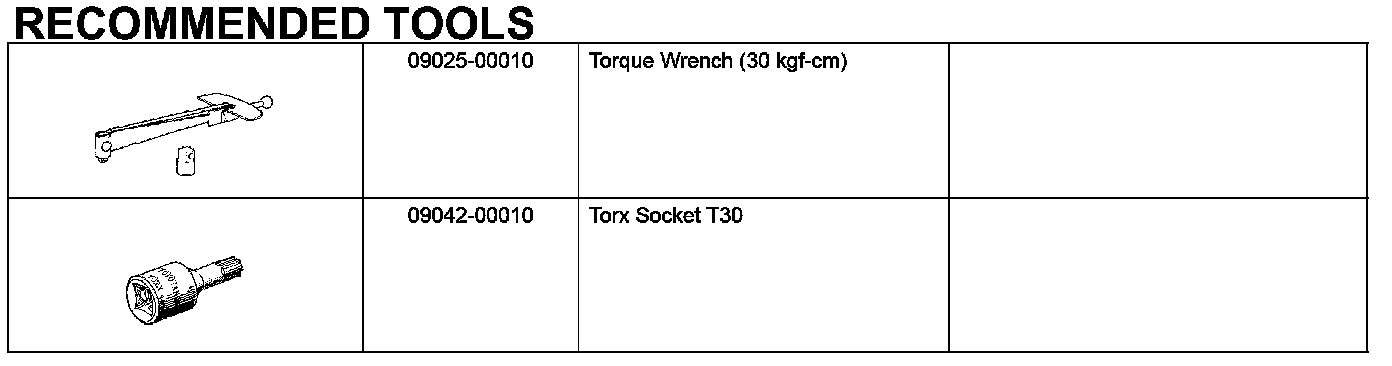 RECOMMENDED TOOLS
09025-00010 Torque Wrench (30 kgf-cm)
09042-00010 Torx Socket T30